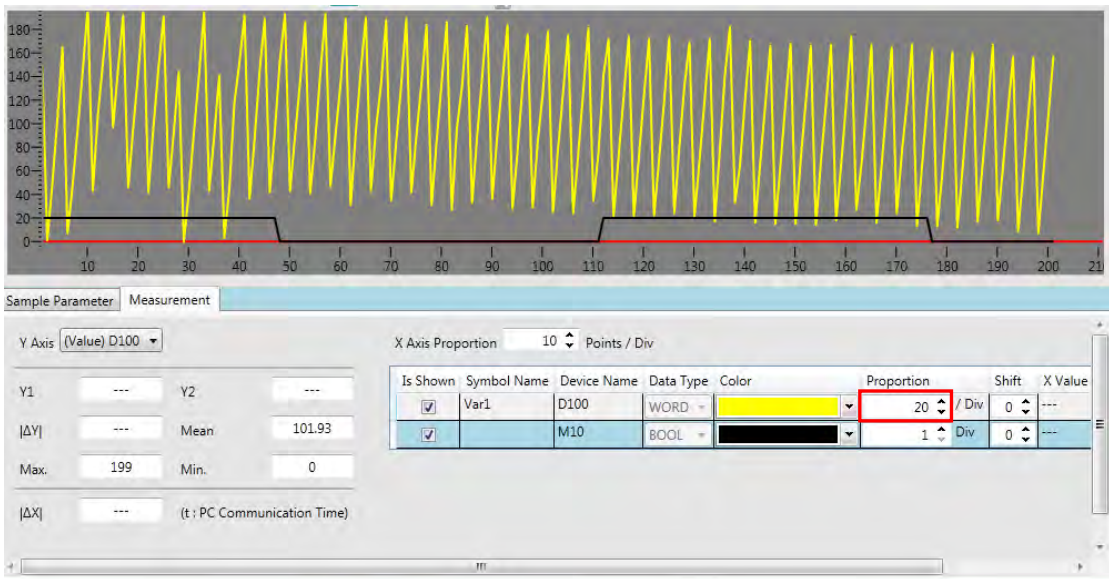 180
160
140
120
100
80
60
40
20
0
10 20 30 40 50 60 70 80 90 100 110 120 130 140 150 160 170 180 190 200
Sample Parameter Measurement
Y Axis (Value) D100 X Axis Proportion 10 Points / Div
Is Shown Symbol Name Device Name Data Type Color Proportion Shift X Value
Var1 D100 WORD 20 / Div 0 ---
M10 BOOL 1 Div 0 ---
Y1 --- Y2 ---
|ΔY| --- Mean 101.93
Max. 199 Min. 0
|ΔX| --- (t : PC Communication Time)